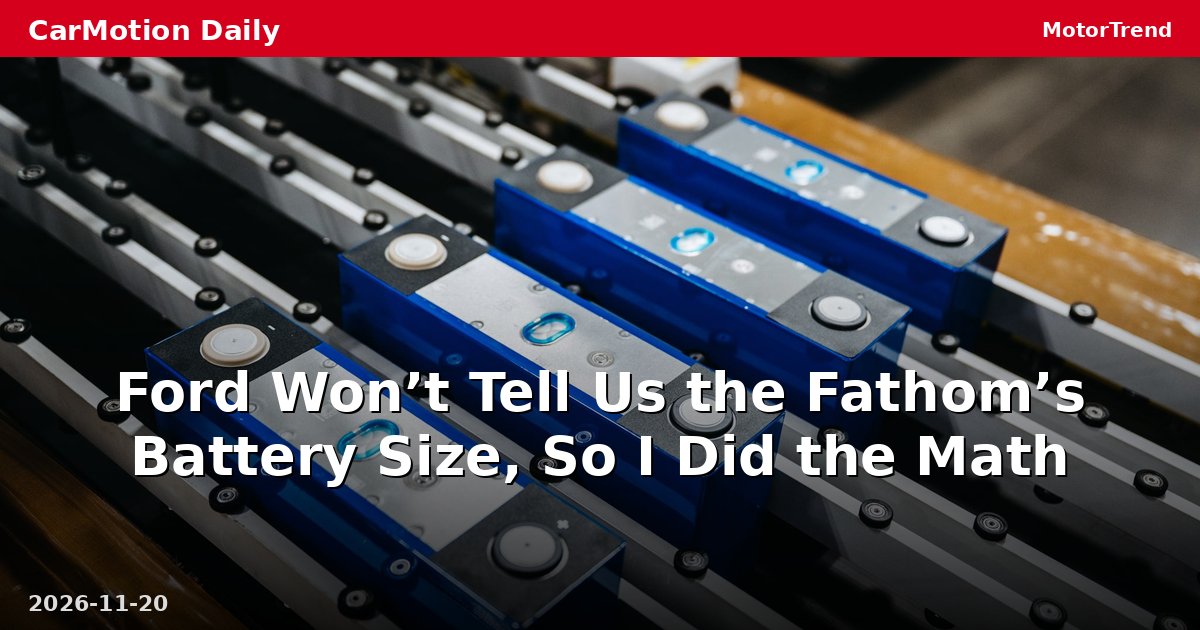 CarMotion Daily
MotorTrend
Ford Won’t Tell Us the Fathom’s
Battery Size, So I Did the Math
2026-11-20